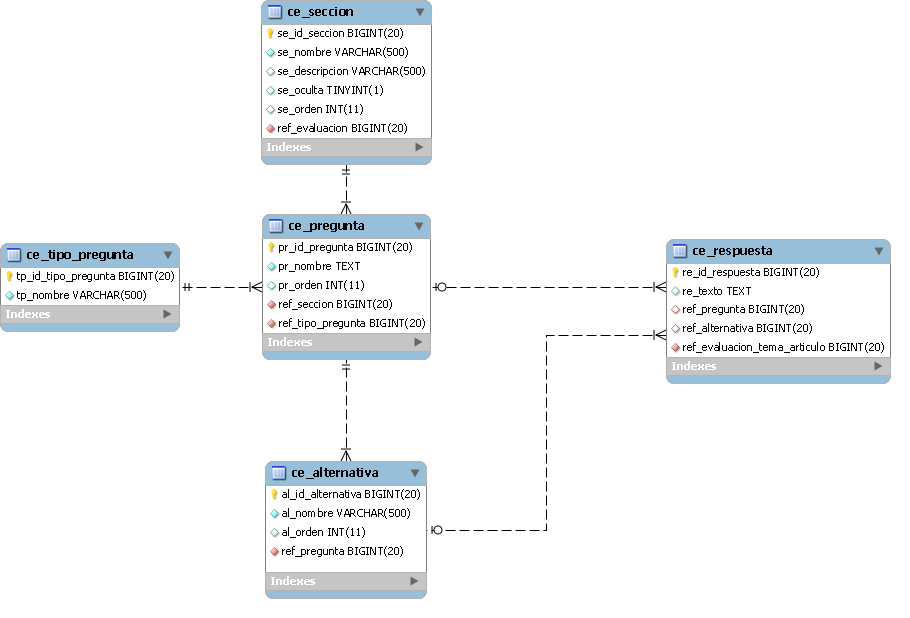 ce_seccion
se_id_seccion BIGINT(20)
se_nombre VARCHAR(500)
se_descripcion VARCHAR(500)
se_oculta TINYINT(1)
se_orden INT(11)
ref_evaluacion BIGINT(20)
Indexes
ce_pregunta
pr_id_pregunta BIGINT(20)
pr_nombre TEXT
pr_orden INT(11)
ref_seccion BIGINT(20)
ref_tipo_pregunta BIGINT(20)
Indexes
ce_tipo_pregunta
tp_id_tipo_pregunta BIGINT(20)
tp_nombre VARCHAR(500)
Indexes
ce_respuesta
re_id_respuesta BIGINT(20)
re_texto TEXT
ref_pregunta BIGINT(20)
ref_alternativa BIGINT(20)
ref_evaluacion_tema_articulo BIGINT(20)
Indexes
ce_alternativa
al_id_alternativa BIGINT(20)
al_nombre VARCHAR(500)
al_orden INT(11)
ref_pregunta BIGINT(20)
Indexes